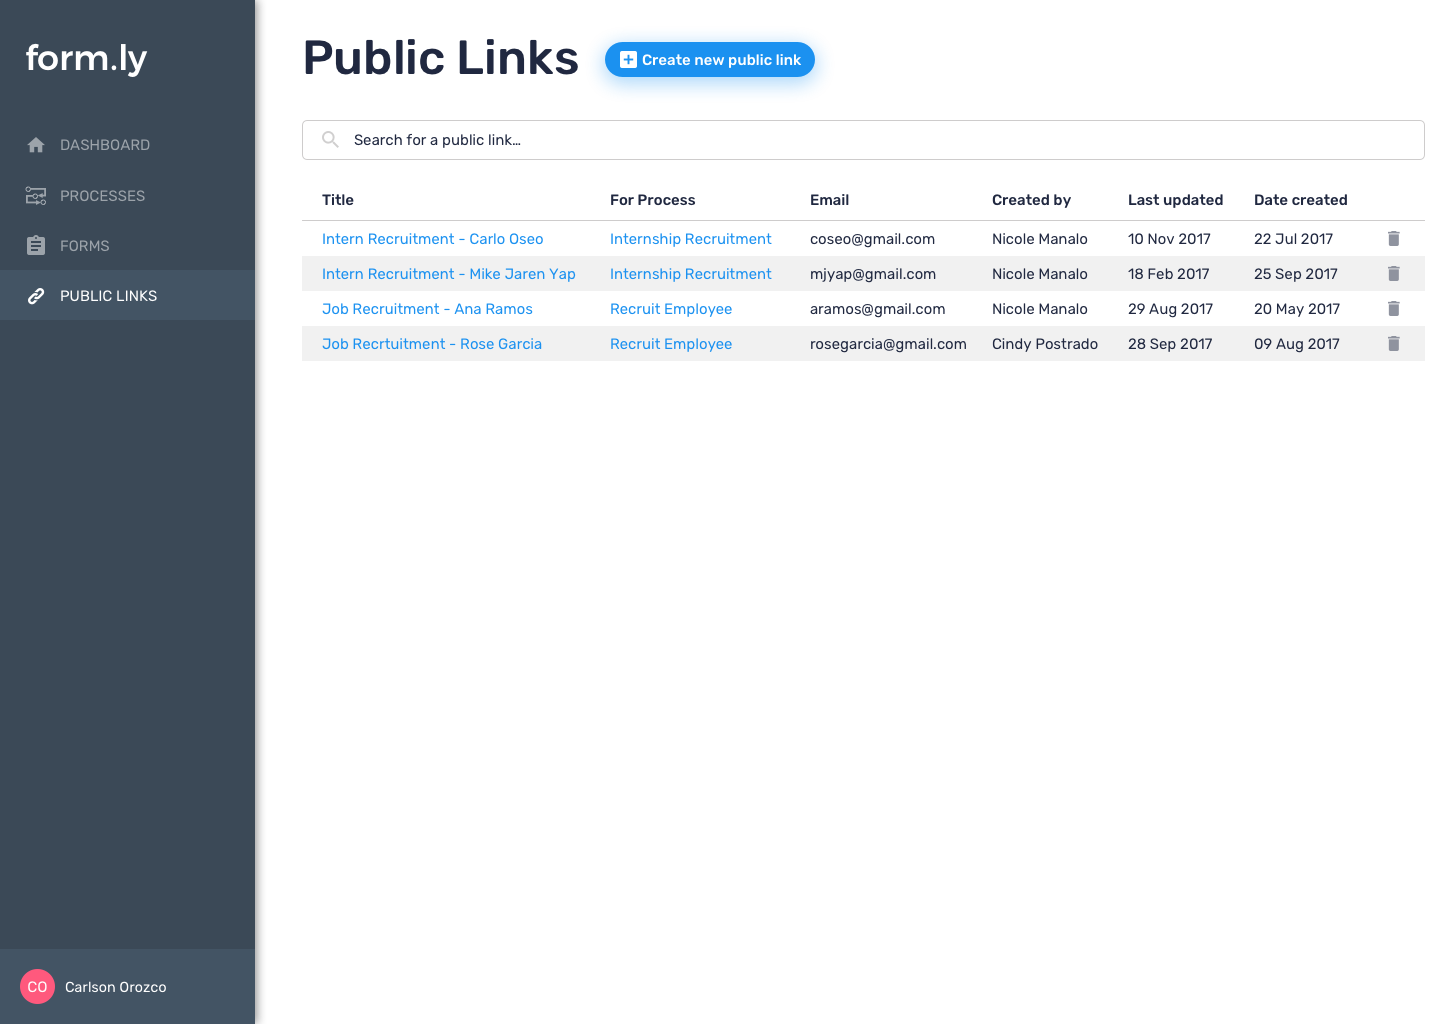 form.ly
DASHBOARD
PROCESSES
FORMS
PUBLIC LINKS
CO Carlson Orozco
Public Links
Create new public link
Search for a public link…
Title For Process Email Created by Last updated Date created
Intern Recruitment - Carlo Oseo Internship Recruitment coseo@gmail.com Nicole Manalo 10 Nov 2017 22 Jul 2017
Intern Recruitment - Mike Jaren Yap Internship Recruitment mjyap@gmail.com Nicole Manalo 18 Feb 2017 25 Sep 2017
Job Recruitment - Ana Ramos Recruit Employee aramos@gmail.com Nicole Manalo 29 Aug 2017 20 May 2017
Job Recrtuitment - Rose Garcia Recruit Employee rosegarcia@gmail.com Cindy Postrado 28 Sep 2017 09 Aug 2017